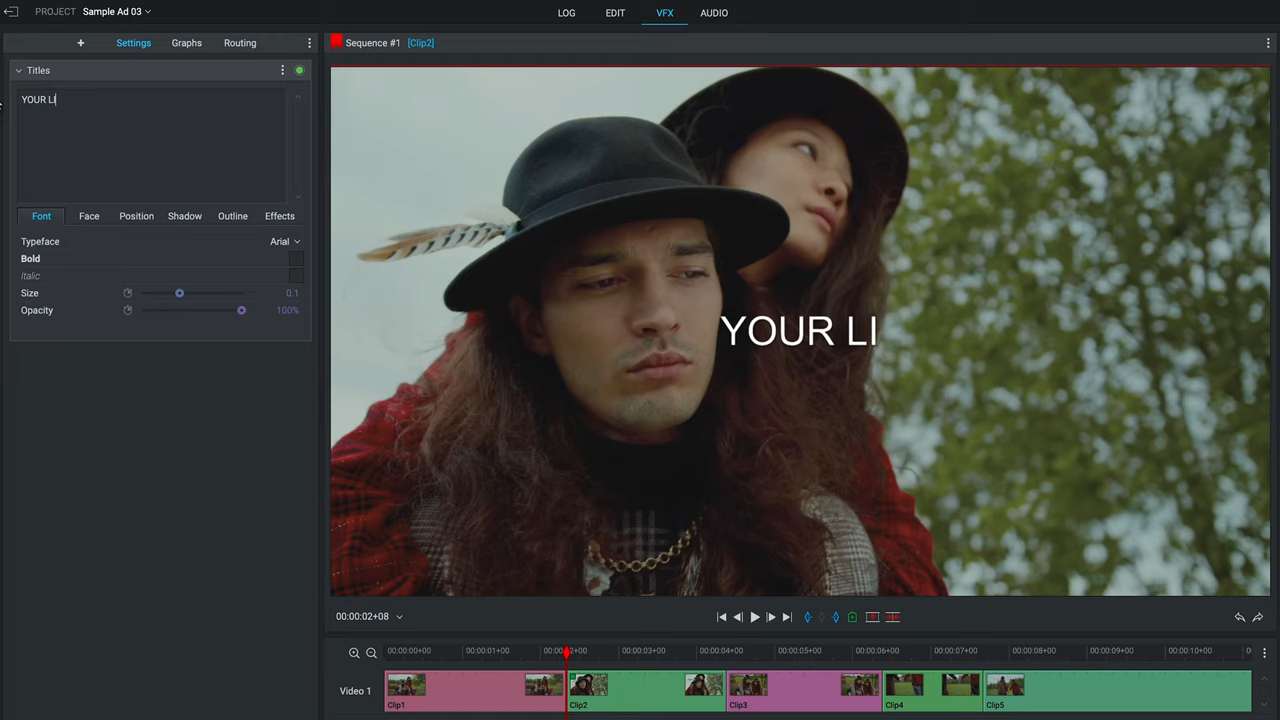 PROJECT Sample Ad 03
LOG EDIT VFX AUDIO
Settings Graphs Routing
Sequence #1 [Clip2]
Titles
YOUR LI
Font Face Position Shadow Outline Effects
Typeface Arial
Bold
Italic
Size 0.1
Opacity 100%
YOUR LI
00:00:02+08
00:00:00+00 00:00:01+00 00:00:02+00 00:00:03+00 00:00:04+00 00:00:05+00 00:00:06+00 00:00:07+00 00:00:08+00 00:00:09+00 00:00:10+00
Video 1
Clip1 Clip2 Clip3 Clip4 Clip5